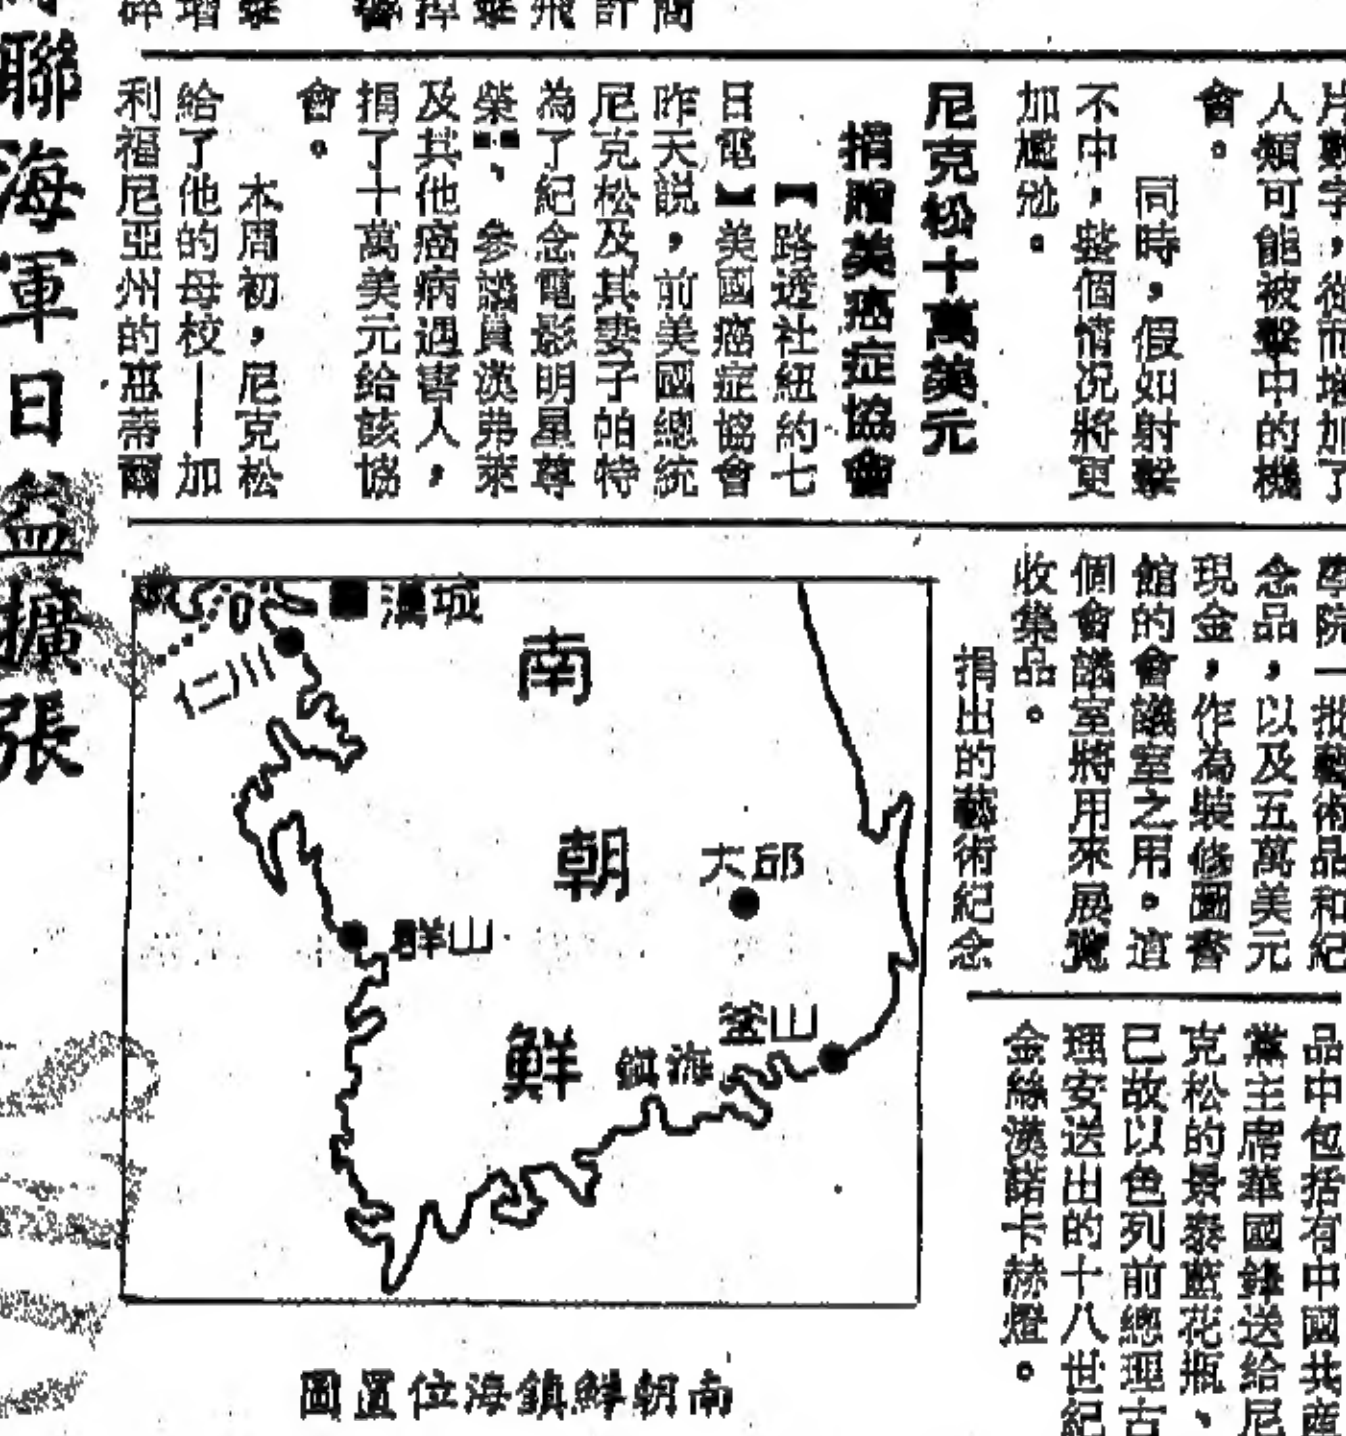 人類可能被擊中的機
會。
同時，假如射擊
不中，整個情况將更
加尷尬。
尼克松十萬美元
捐贈美癌症協會
【路透社紐約七
日電】美國癌症協會
昨天説，前美國總統
尼克松及其妻子帕特
為了紀念電影明星尊
榮、參議員漢弗萊
及其他癌病遇害人，
捐了十萬美元給該協
會。
本周初，尼克松
給了他的母校——加
利福尼亞州的惠蒂爾
學院一批藝術品和紀
念品，以及五萬美元
現金，作為裝修圖書
館的會議室之用。這
個會議室將用來展覽
收集品。
捐出的藝術紀念
品中包括有中國共產
黨主席華國鋒送給尼
克松的景泰藍花瓶、
已故以色列前總理古
理安送出的十八世紀
金絲漢諾卡赫燈。
聯海軍日益擴張
漢城
仁川
南
朝
鮮
大邱
群山
釜山
鎮海
南朝鮮鎮海位置圖